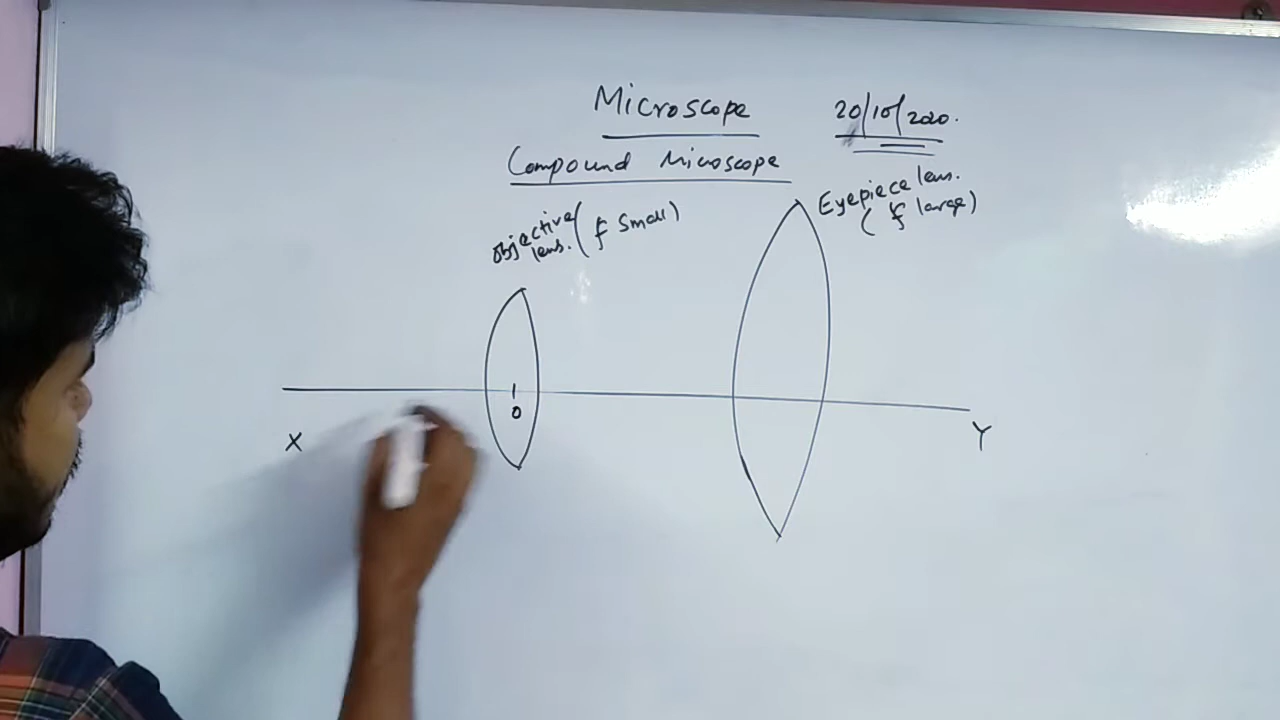 Microscope
20/10/2020.
Compound Microscope
Objective lens. (f small)
Eyepiece lens.
(f large)
O
X
Y